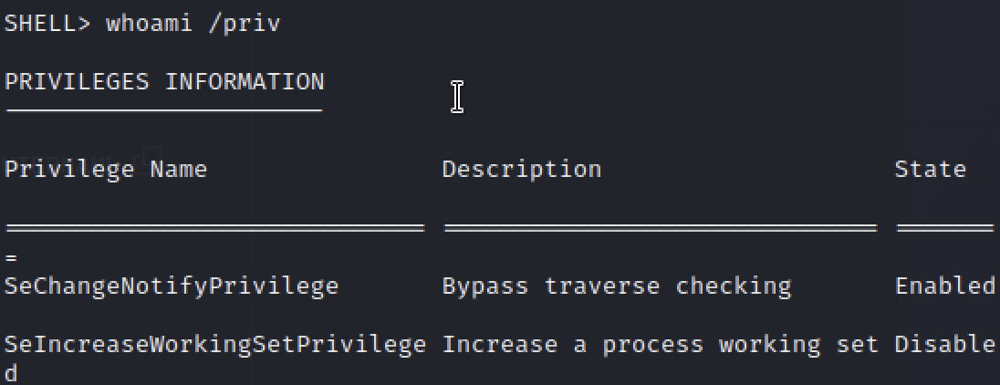 SHELL> whoami /priv
PRIVILEGES INFORMATION
Privilege Name Description State
=
SeChangeNotifyPrivilege Bypass traverse checking Enabled
SeIncreaseWorkingSetPrivilege Increase a process working set Disable
d